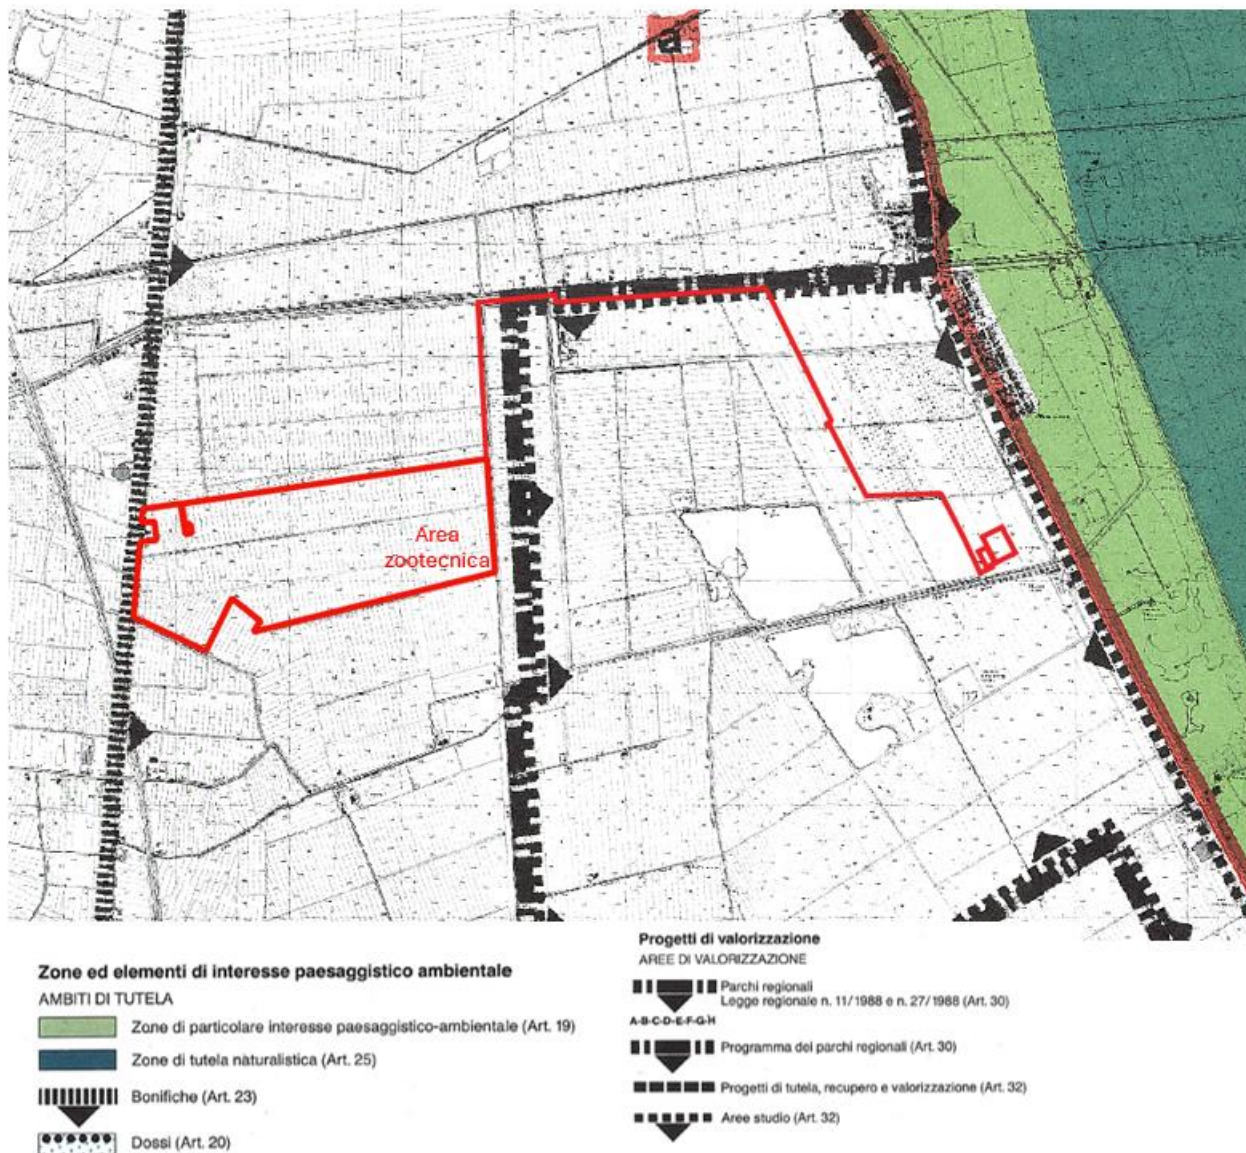 Area
zootecnica
Zone ed elementi di interesse paesaggistico ambientale
AMBITI DI TUTELA
Zone di particolare interesse paesaggistico-ambientale (Art. 19)
Zone di tutela naturalistica (Art. 25)
Bonifiche (Art. 23)
Dossi (Art. 20)
Progetti di valorizzazione
AREE DI VALORIZZAZIONE
Parchi regionali
Legge regionale n. 11/1988 e n. 27/1988 (Art. 30)
A-B-C-D-E-F-G-H
Programma dei parchi regionali (Art. 30)
Progetti di tutela, recupero e valorizzazione (Art. 32)
Aree studio (Art. 32)